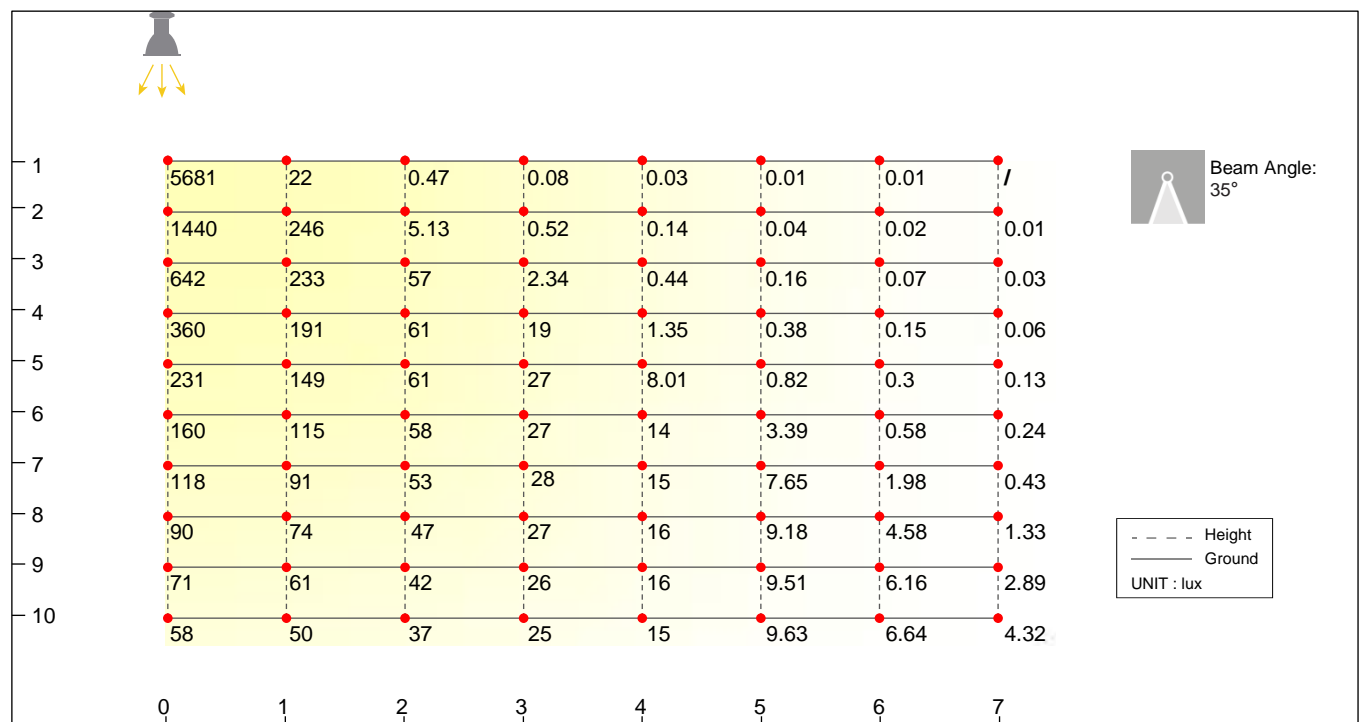 1
5681 22 0.47 0.08 0.03 0.01 0.01 /
Beam Angle:
35°
2
1440 246 5.13 0.52 0.14 0.04 0.02 0.01
3
642 233 57 2.34 0.44 0.16 0.07 0.03
4
360 191 61 19 1.35 0.38 0.15 0.06
5
231 149 61 27 8.01 0.82 0.3 0.13
6
160 115 58 27 14 3.39 0.58 0.24
7
118 91 53 28 15 7.65 1.98 0.43
8
90 74 47 27 16 9.18 4.58 1.33
9
71 61 42 26 16 9.51 6.16 2.89
10
58 50 37 25 15 9.63 6.64 4.32
Height
Ground
UNIT : lux
0 1 2 3 4 5 6 7